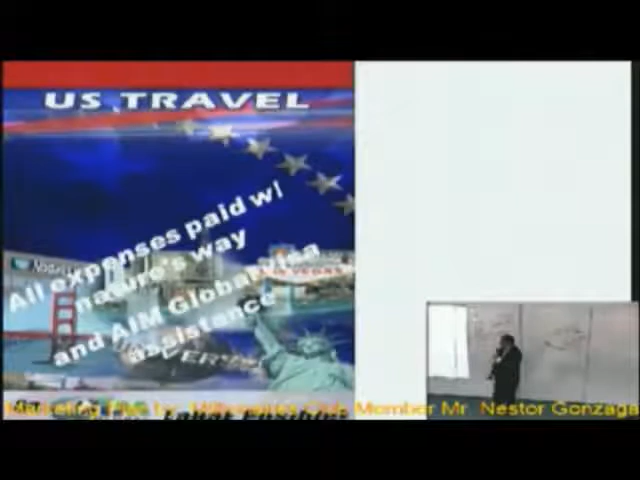 US TRAVEL
All expenses paid w/
nature's way
and AIM Global visa
assistance
VEGAS
Marketing Plan by: Millionaires Club Member Mr. Nestor Gonzaga